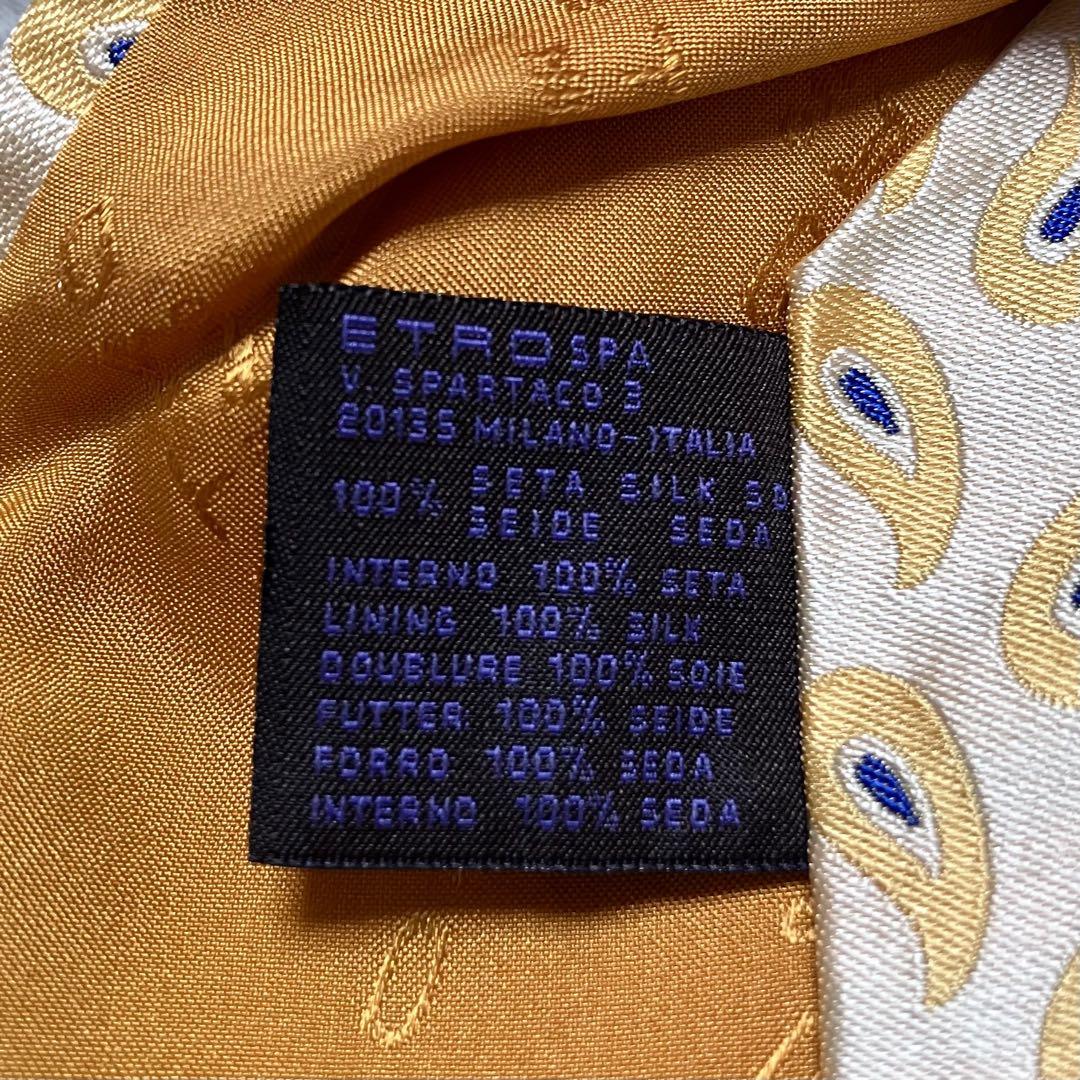 ETRO SPA
V. SPARTACO 3
20135 MILANO-ITALIA
100% SETA SILK
SEIDE SEDA
INTERNO 100% SETA
LINING 100% SILK
DOUBLURE 100% SOIE
FUTTER 100% SEIDE
FORRO 100% SEDA
INTERNO 100% SEDA